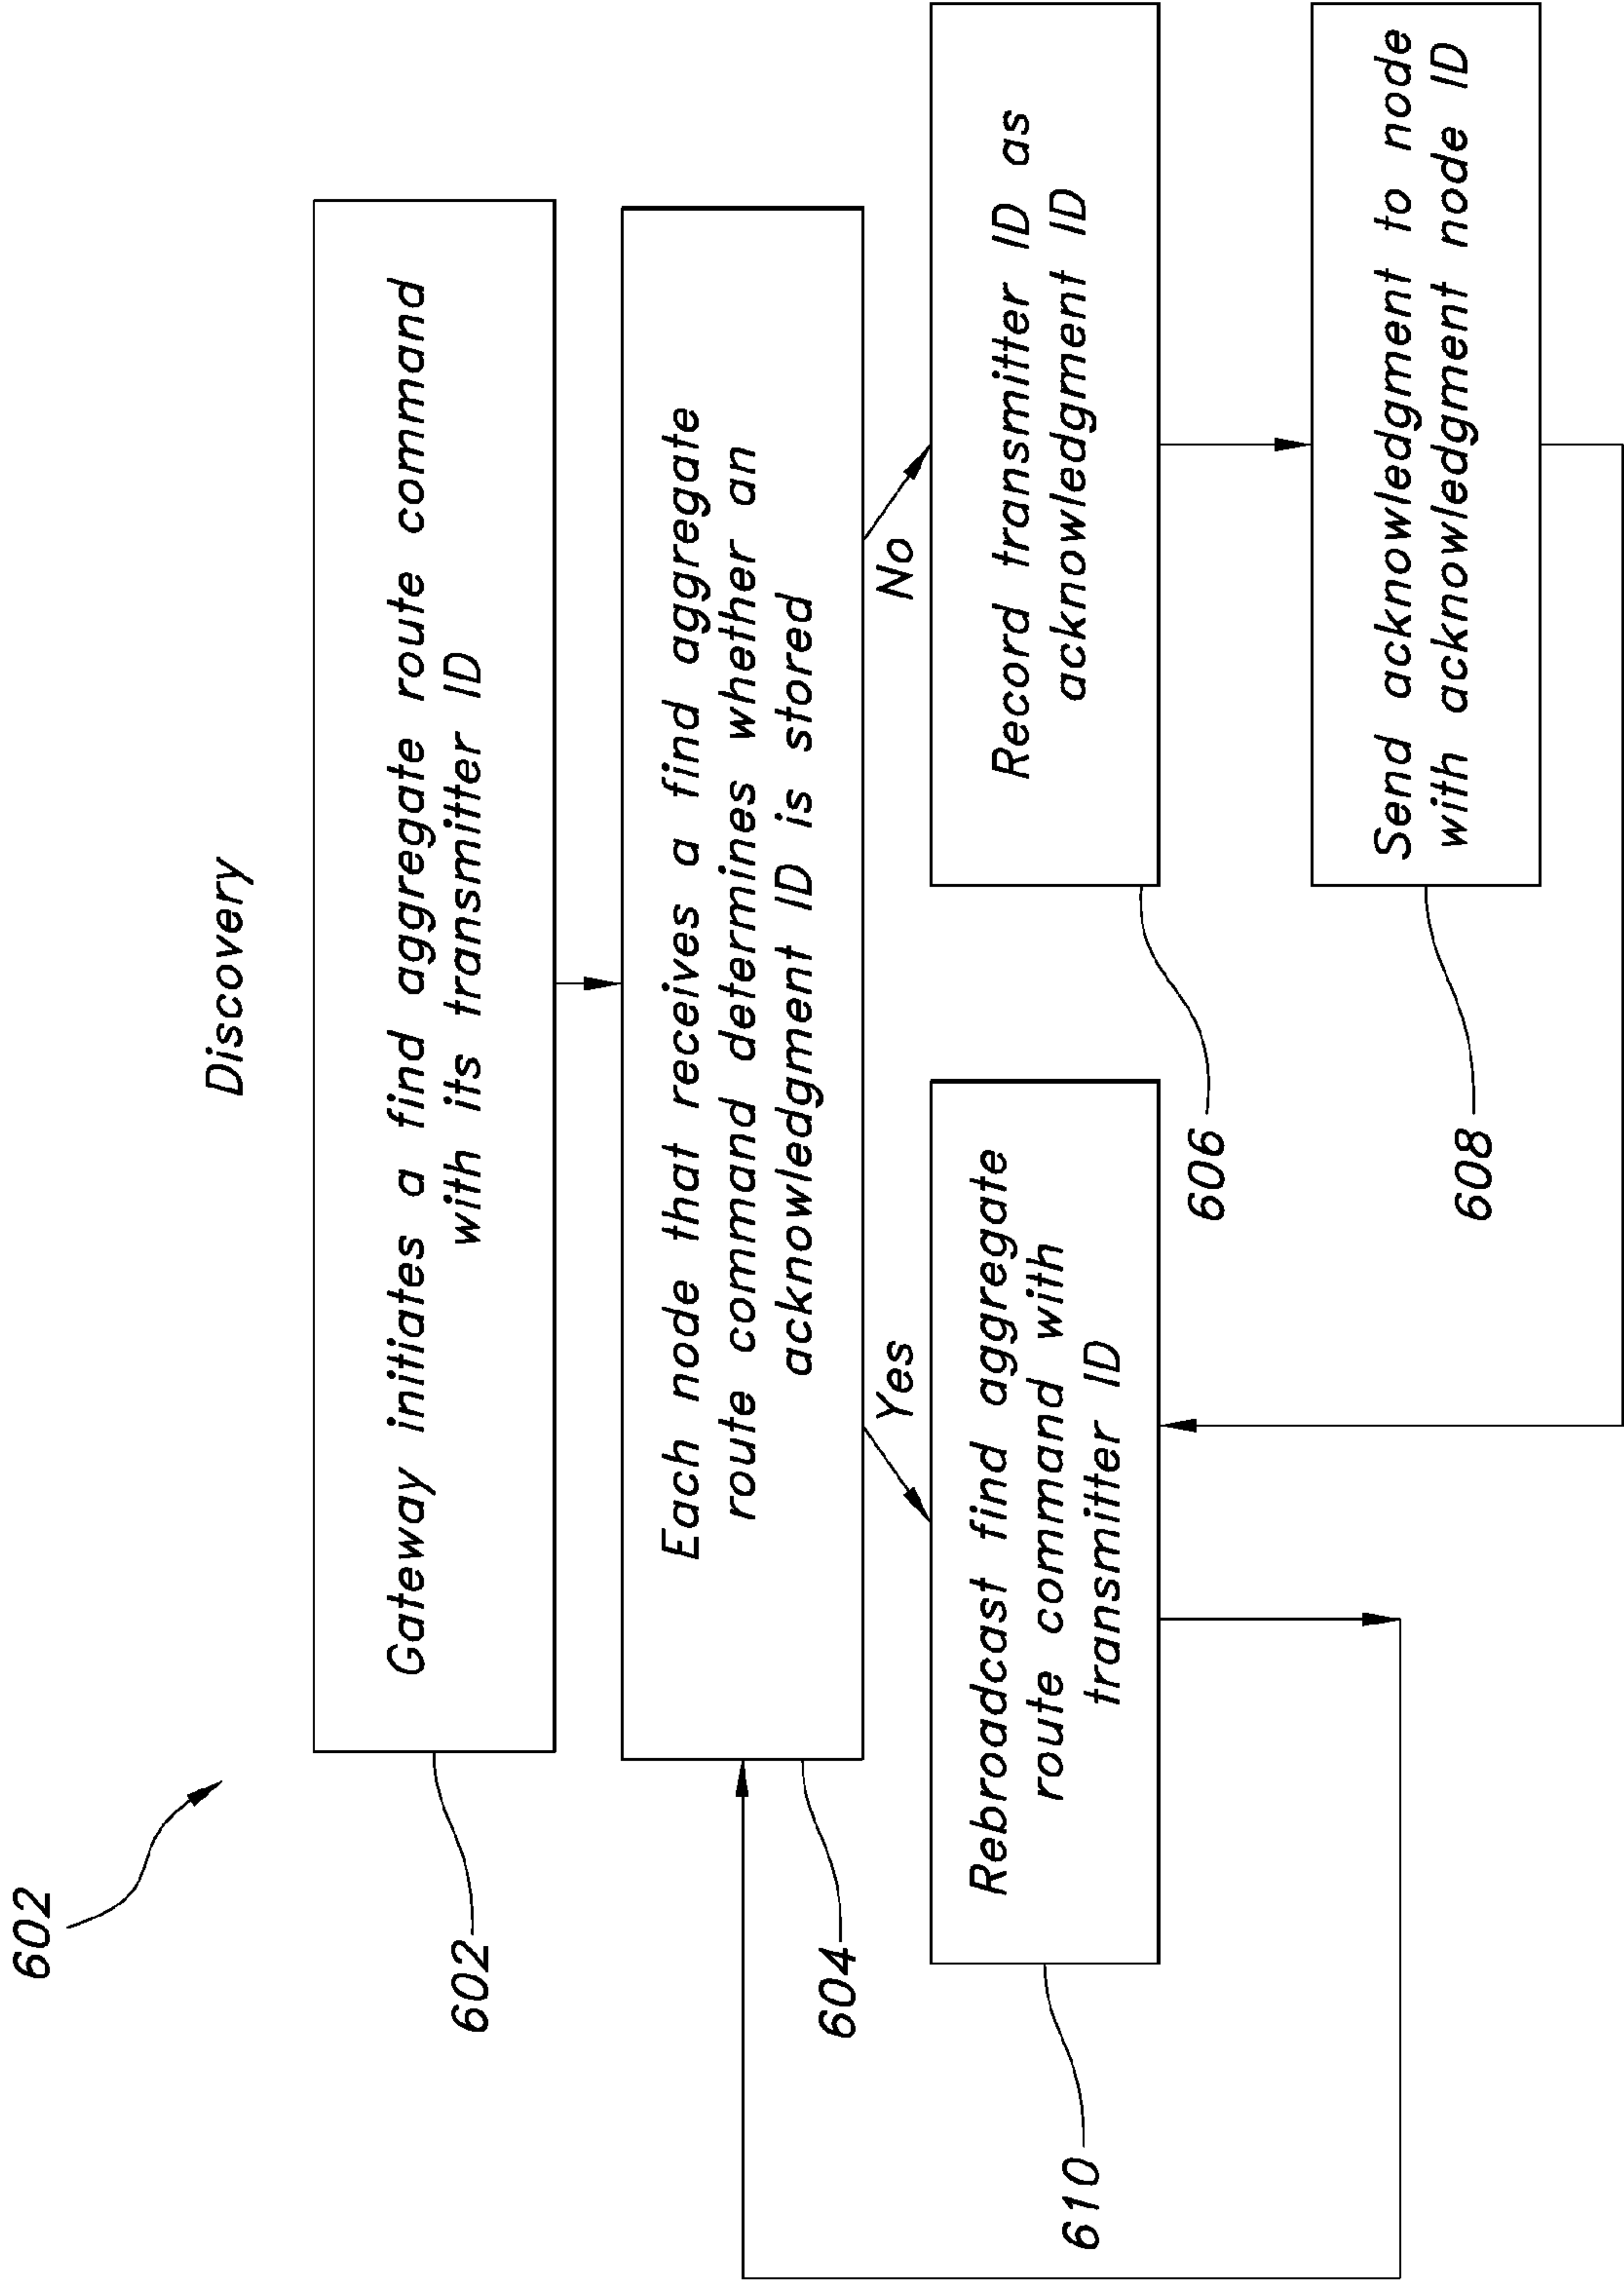 Discovery
602
Gateway initiates a find aggregate route command
with its transmitter ID
602
Each node that receives a find aggregate
route command determines whether an
acknowledgment ID is stored
604
Yes
No
Rebroadcast find aggregate
route command with
transmitter ID
610
Record transmitter ID as
acknowledgment ID
606
Send acknowledgment to node
with acknowledgment node ID
608